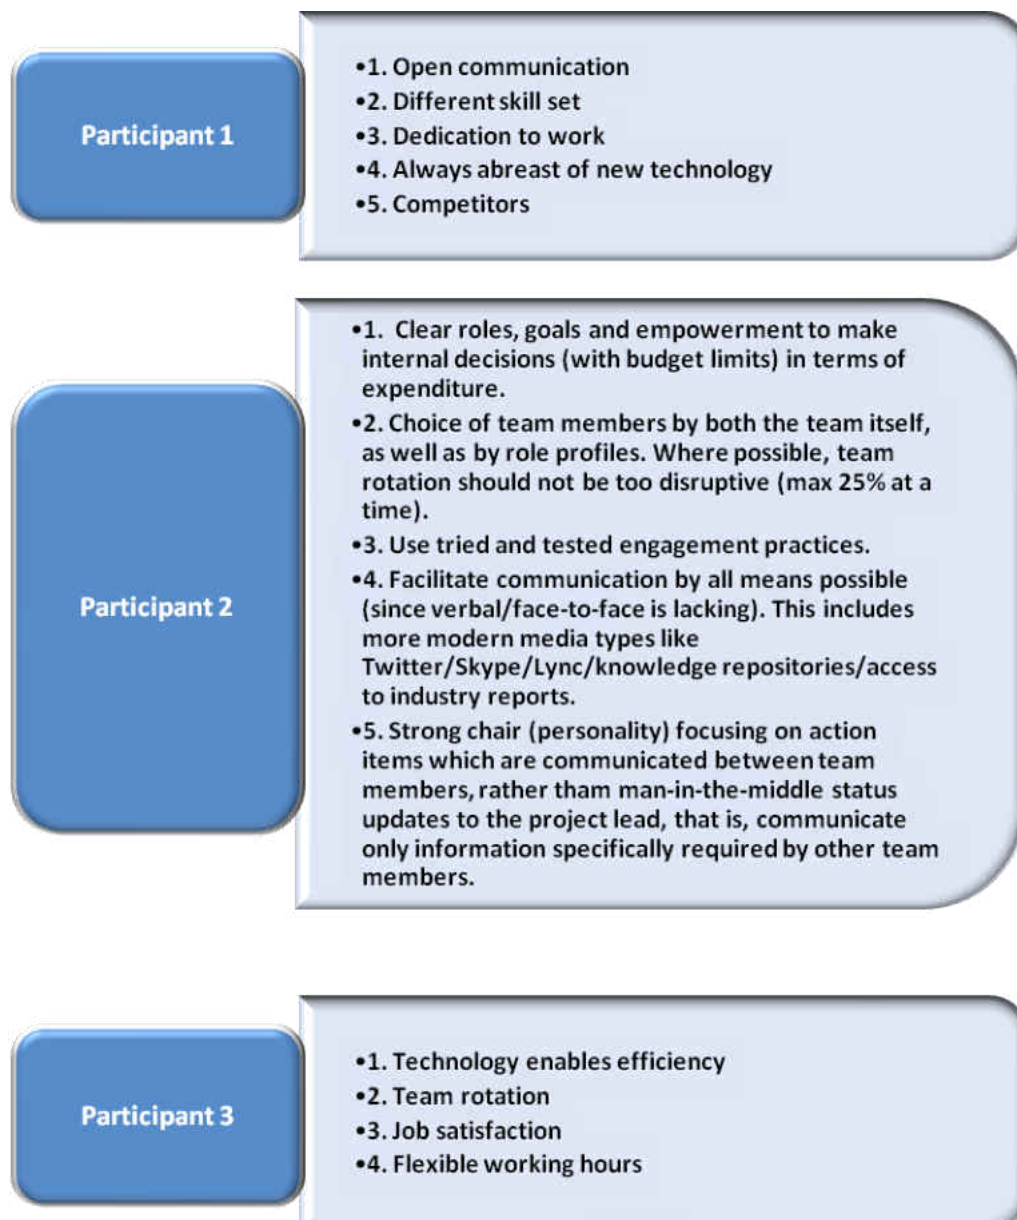 Participant 1
•1. Open communication
•2. Different skill set
•3. Dedication to work
•4. Always abreast of new technology
•5. Competitors
Participant 2
•1. Clear roles, goals and empowerment to make
internal decisions (with budget limits) in terms of
expenditure.
•2. Choice of team members by both the team itself,
as well as by role profiles. Where possible, team
rotation should not be too disruptive (max 25% at a
time).
•3. Use tried and tested engagement practices.
•4. Facilitate communication by all means possible
(since verbal/face-to-face is lacking). This includes
more modern media types like
Twitter/Skype/Lync/knowledge repositories/access
to industry reports.
•5. Strong chair (personality) focusing on action
items which are communicated between team
members, rather tham man-in-the-middle status
updates to the project lead, that is, communicate
only information specifically required by other team
members.
Participant 3
•1. Technology enables efficiency
•2. Team rotation
•3. Job satisfaction
•4. Flexible working hours